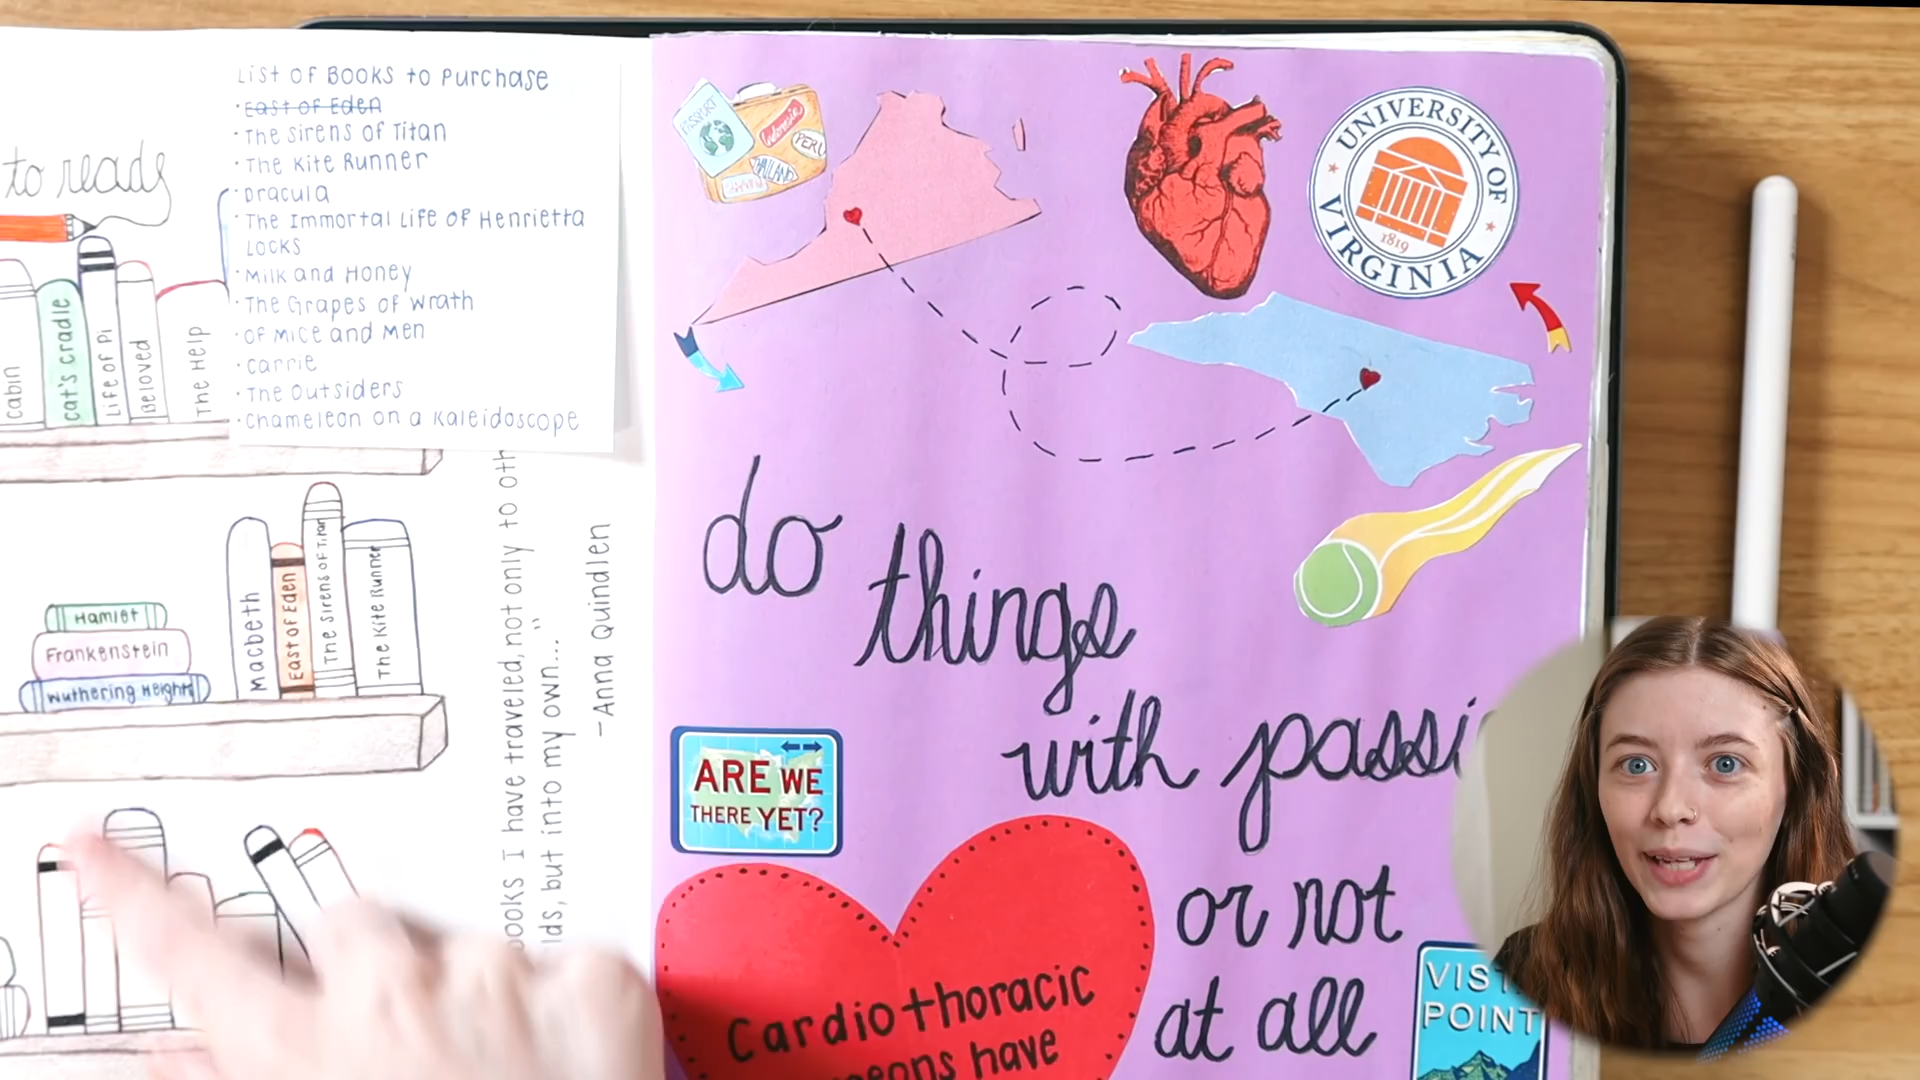 List of Books to Purchase
· East of Eden
· The Sirens of Titan
· The Kite Runner
· Dracula
· The Immortal Life of Henrietta
Locks
· Milk and Honey
· The Grapes of Wrath
· Of Mice and Men
· Carrie
· The Outsiders
· Chameleon on a Kaleidoscope
to read
Cabin
Cat's Cradle
Life of Pi
Beloved
The Help
Hamlet
Frankenstein
Wuthering Heights
Macbeth
East of Eden
The Sirens of Titan
The Kite Runner
books I have traveled, not only to oth
lds, but into my own..."
-Anna Quindlen
PASSPORT
Indonesia
PERU
THAILAND
UNIVERSITY OF
VIRGINIA
1819
do
things
with passi
or not
at all
ARE WE
THERE YET?
Cardiothoracic
geons have
VIST
POINT